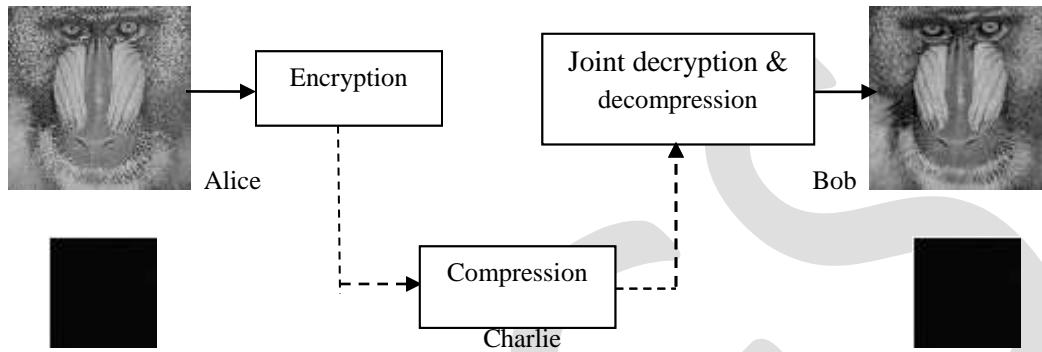 Encryption
Joint decryption &
decompression
Alice
Bob
Compression
Charlie